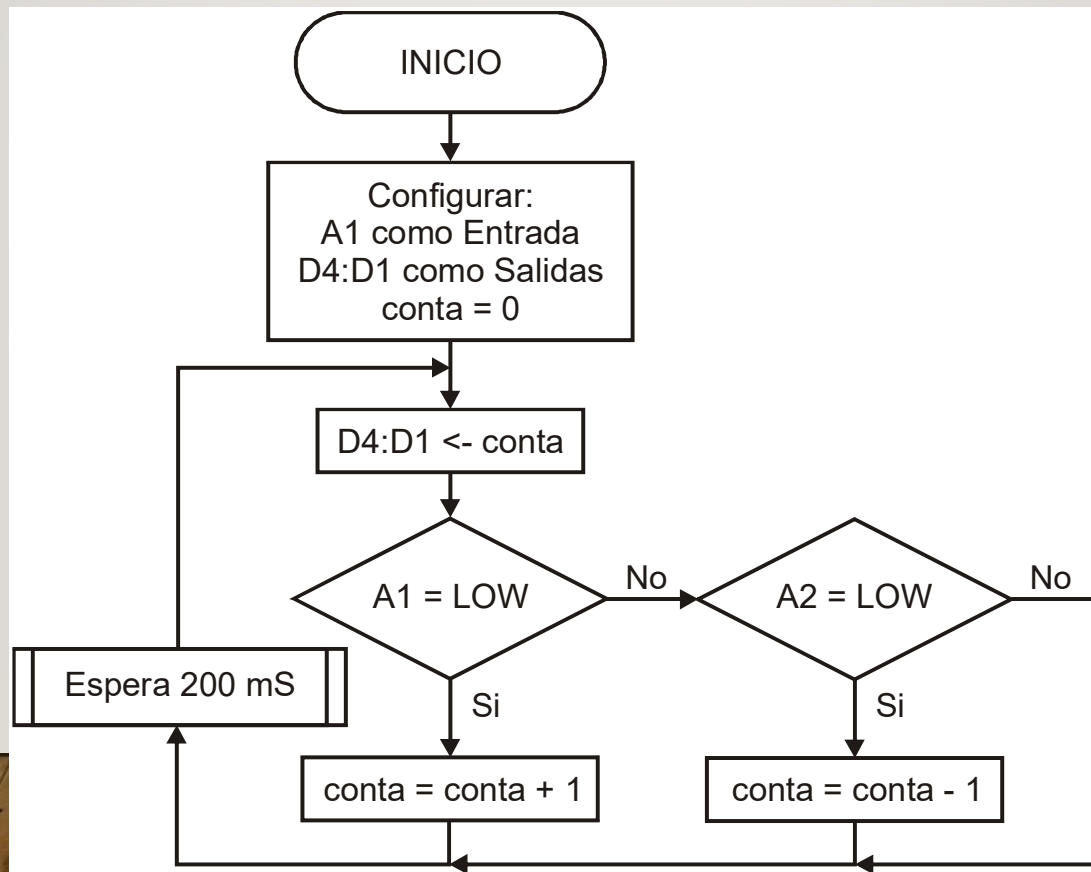 INICIO
Configurar:
A1 como Entrada
D4:D1 como Salidas
conta = 0
D4:D1 <- conta
A1 = LOW
No
A2 = LOW
No
Espera 200 mS
Si
Si
conta = conta + 1
conta = conta - 1